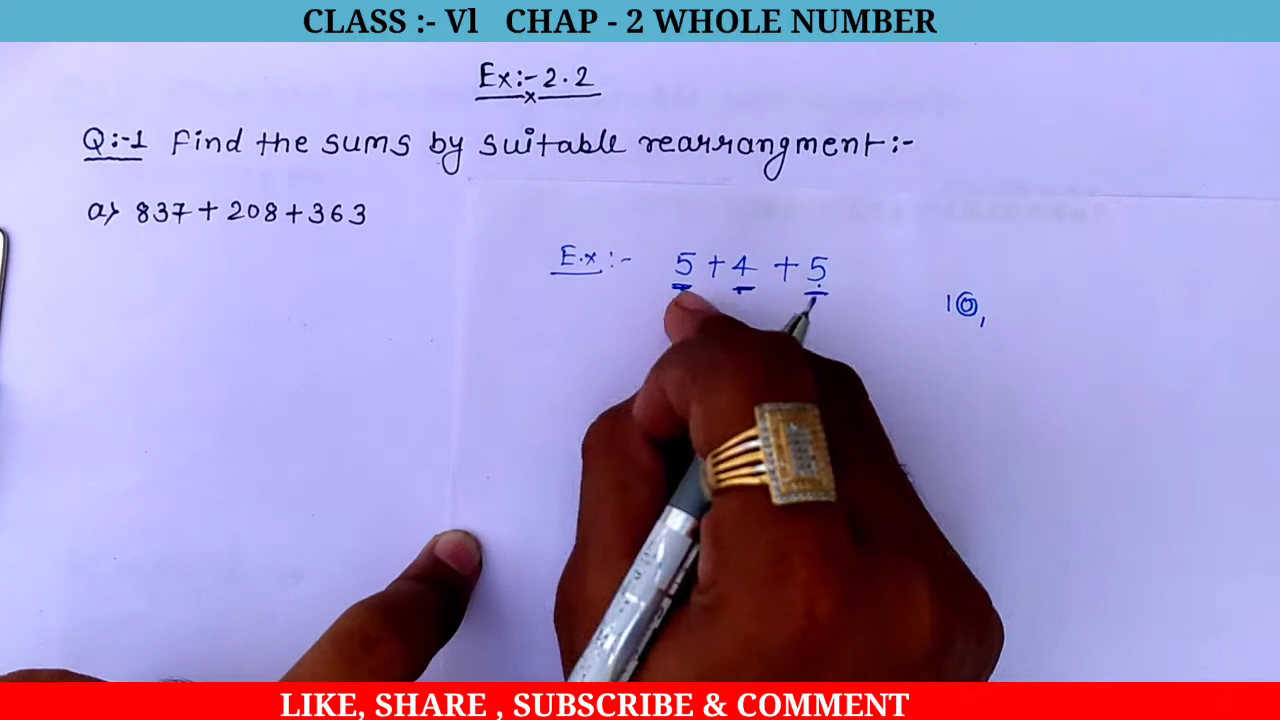 CLASS :- Vl CHAP - 2 WHOLE NUMBER
Ex:- 2.2
x
Q:-1 Find the sums by suitable rearrangment:-
a> 837 + 208 + 363
E.x :- 5 + 4 + 5
10,
LIKE, SHARE , SUBSCRIBE & COMMENT